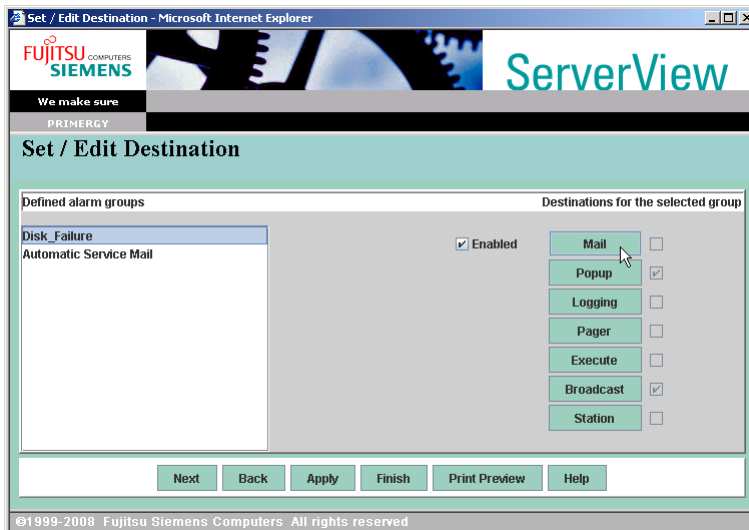 Set / Edit Destination - Microsoft Internet Explorer
FUJITSU COMPUTERS
SIEMENS
ServerView
We make sure
PRIMERGY
Set / Edit Destination
Defined alarm groups
Destinations for the selected group
Disk_Failure
Automatic Service Mail
Enabled
Mail
Popup
Logging
Pager
Execute
Broadcast
Station
Next Back Apply Finish Print Preview Help
©1999-2008 Fujitsu Siemens Computers All rights reserved